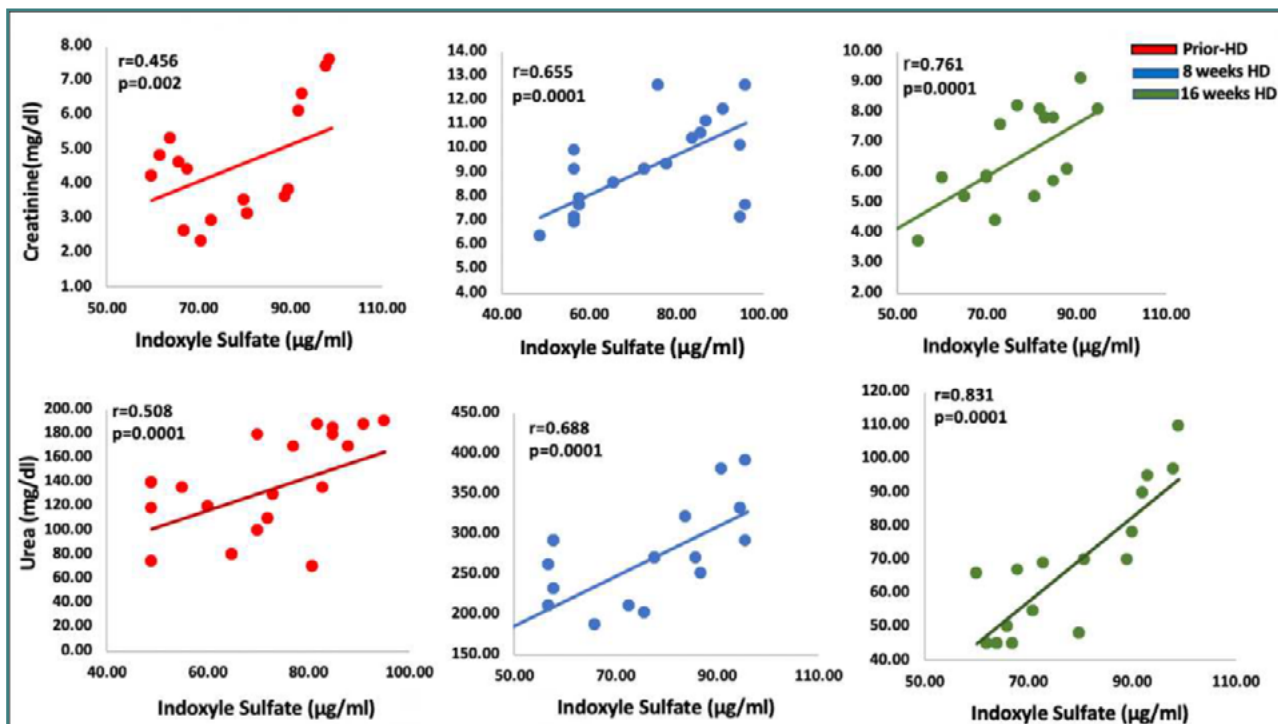 8.00
7.00
6.00
5.00
4.00
3.00
2.00
1.00
Creatinine(mg/dl)
r=0.456
p=0.002
50.00 70.00 90.00 110.00
Indoxyle Sulfate (µg/ml)
14.00
13.00
12.00
11.00
10.00
9.00
8.00
7.00
6.00
5.00
4.00
r=0.655
p=0.0001
40.00 60.00 80.00 100.00
Indoxyle Sulfate (µg/ml)
10.00
9.00
8.00
7.00
6.00
5.00
4.00
3.00
2.00
r=0.761
p=0.0001
50.00 70.00 90.00 110.00
Indoxyle Sulfate (µg/ml)
Prior-HD
8 weeks HD
16 weeks HD
200.00
180.00
160.00
140.00
120.00
100.00
80.00
60.00
40.00
20.00
0.00
Urea (mg/dl)
r=0.508
p=0.0001
40.00 60.00 80.00 100.00
Indoxyle Sulfate (µg/ml)
450.00
400.00
350.00
300.00
250.00
200.00
150.00
r=0.688
p=0.0001
50.00 70.00 90.00 110.00
Indoxyle Sulfate (µg/ml)
120.00
110.00
100.00
90.00
80.00
70.00
60.00
50.00
40.00
r=0.831
p=0.0001
50.00 70.00 90.00 110.00
Indoxyle Sulfate (µg/ml)